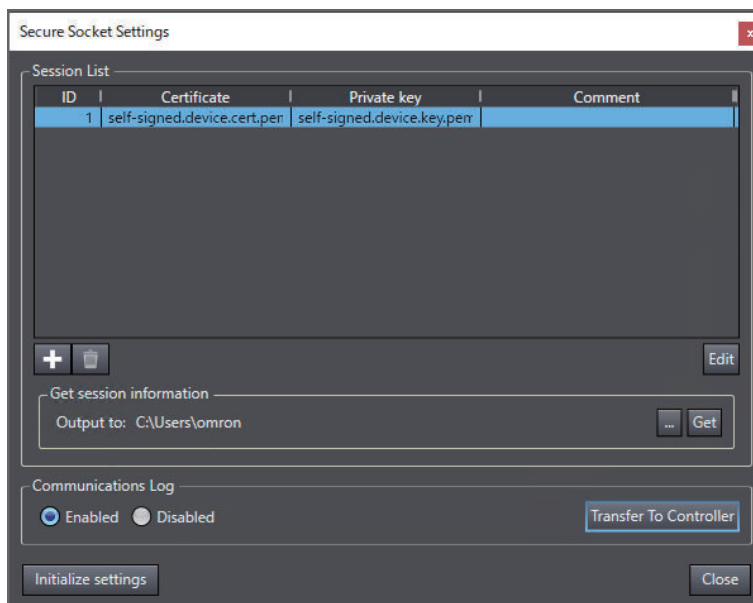 Secure Socket Settings
x
Session List
ID Certificate Private key Comment
1 self-signed.device.cert.pen self-signed.device.key.pem
Edit
Get session information
Output to: C:\Users\omron ... Get
Communications Log
Enabled Disabled Transfer To Controller
Initialize settings Close